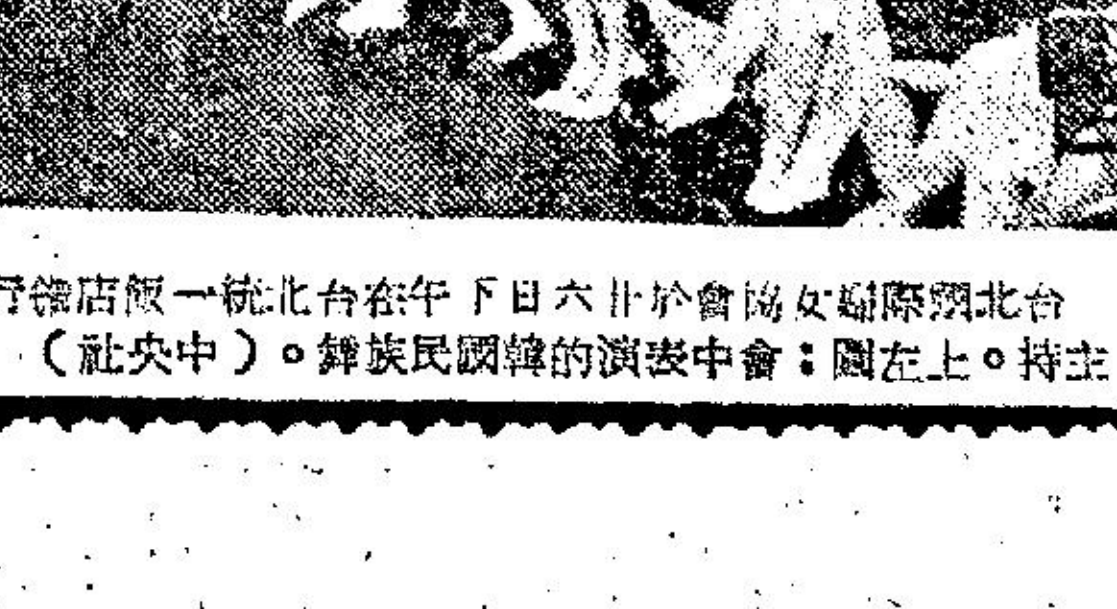 台北國際婦女協會於廿六日下午在台北統一飯店
主持。上左圖：會中表演的韓國民族舞。（中央社）